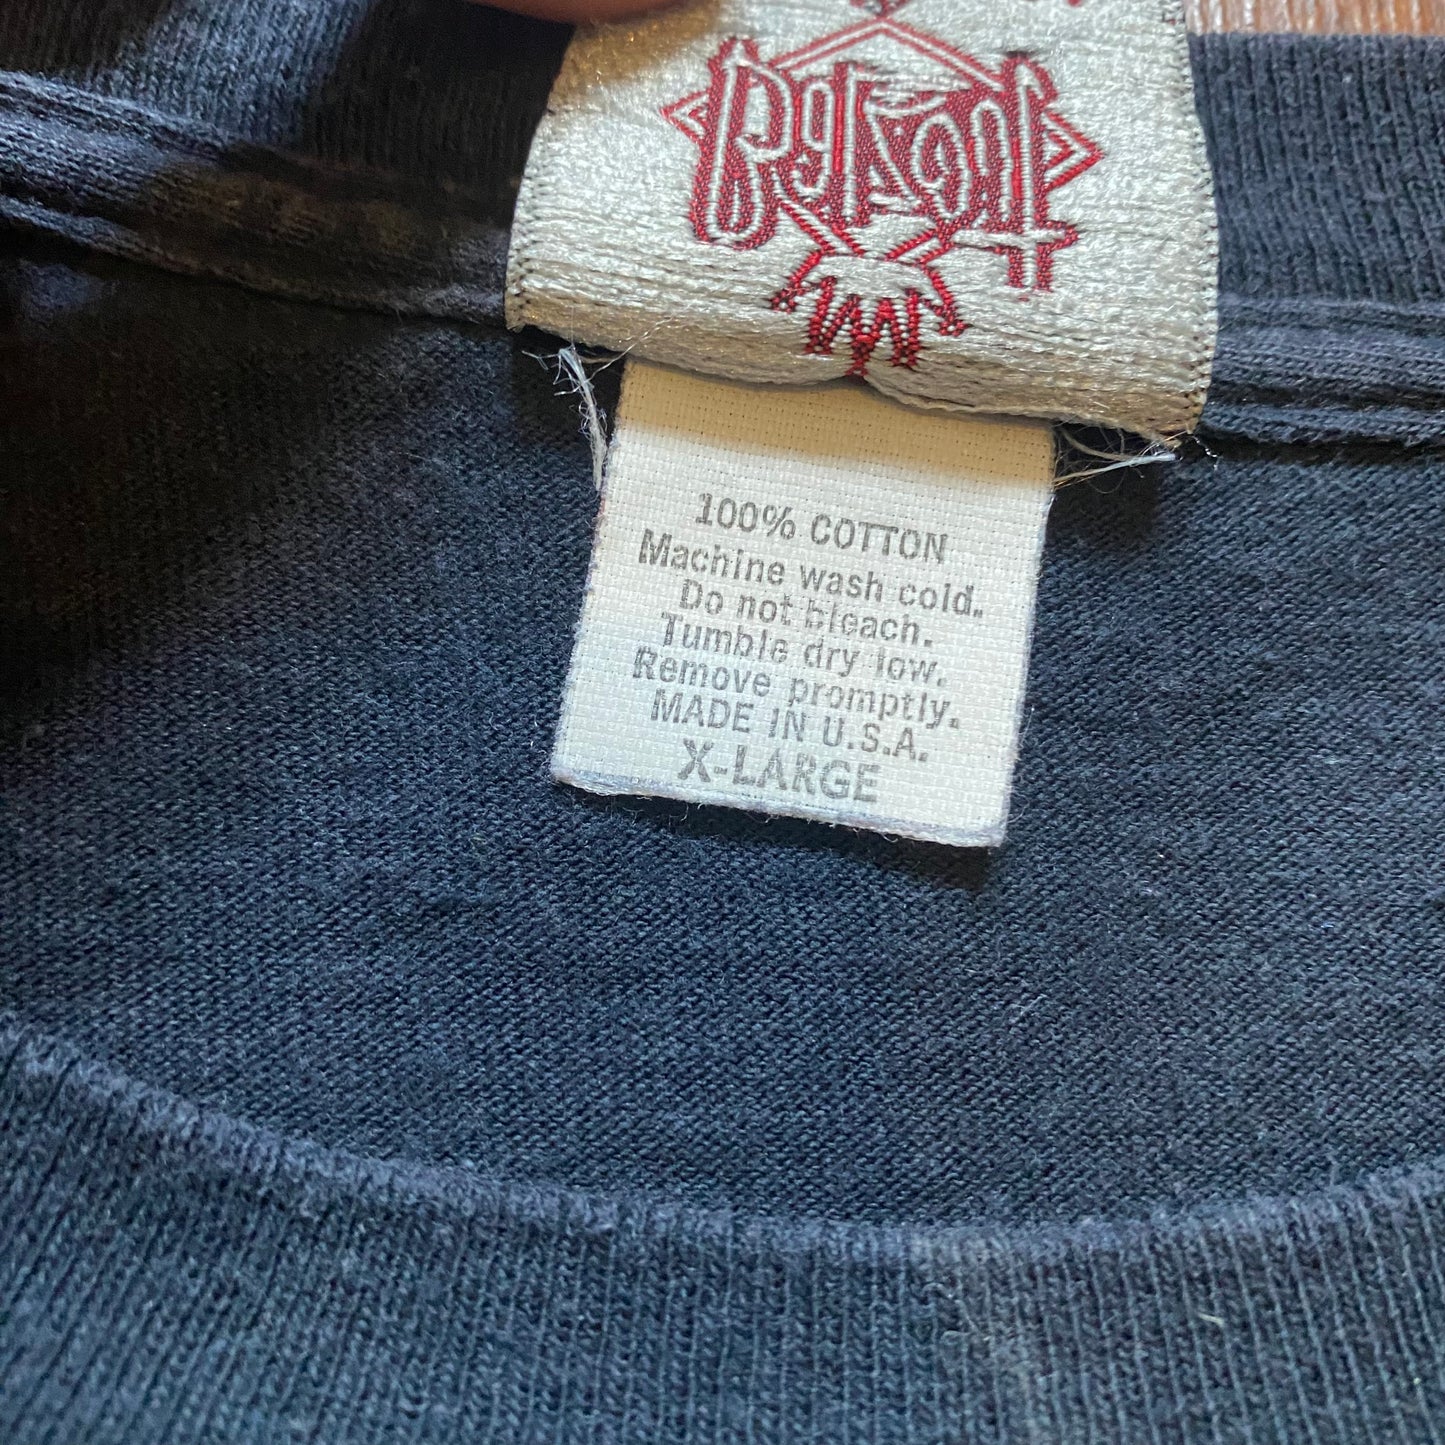 100% COTTON
Machine wash cold.
Do not bleach.
Tumble dry low.
Remove promptly.
MADE IN U.S.A.
X-LARGE